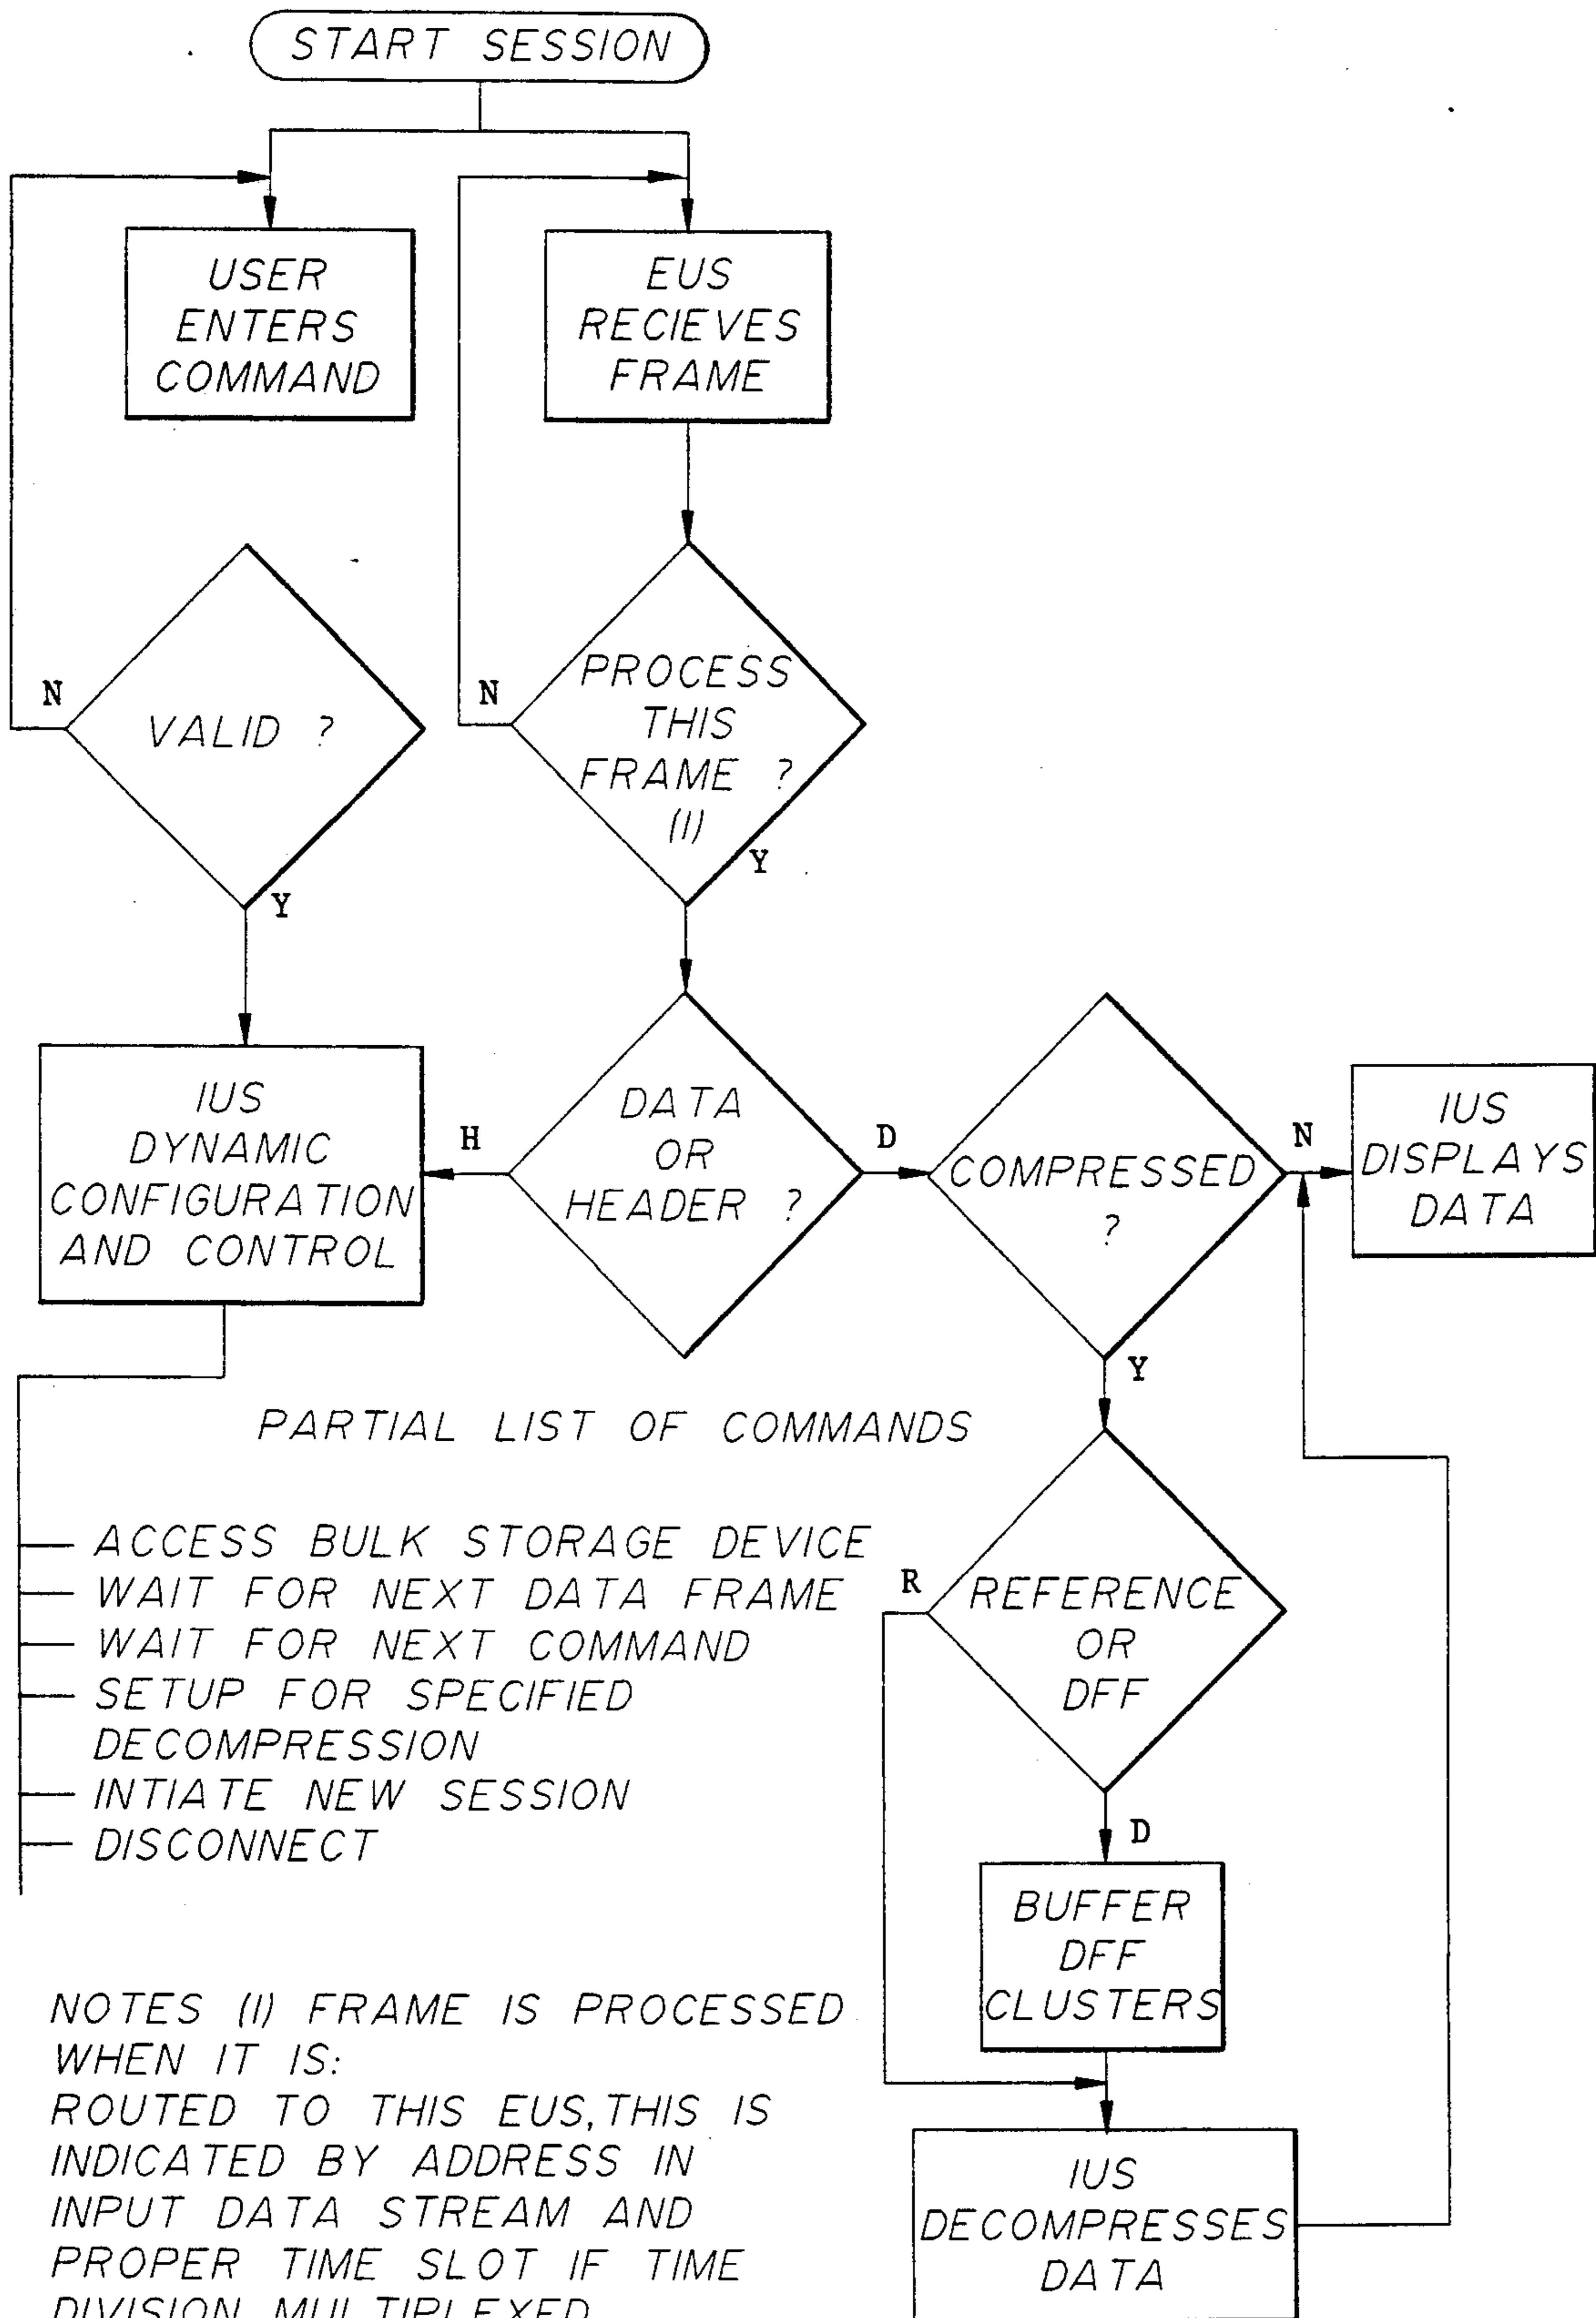 START SESSION
USER
ENTERS
COMMAND
EUS
RECIEVES
FRAME
N
VALID ?
Y
N
PROCESS
THIS
FRAME ?
(1)
Y
IUS
DYNAMIC
CONFIGURATION
AND CONTROL
H
DATA
OR
HEADER ?
D
COMPRESSED
?
N
IUS
DISPLAYS
DATA
Y
PARTIAL LIST OF COMMANDS
ACCESS BULK STORAGE DEVICE
WAIT FOR NEXT DATA FRAME
WAIT FOR NEXT COMMAND
SETUP FOR SPECIFIED
DECOMPRESSION
INTIATE NEW SESSION
DISCONNECT
R
REFERENCE
OR
DFF
D
BUFFER
DFF
CLUSTERS
IUS
DECOMPRESSES
DATA
NOTES (1) FRAME IS PROCESSED
WHEN IT IS:
ROUTED TO THIS EUS,THIS IS
INDICATED BY ADDRESS IN
INPUT DATA STREAM AND
PROPER TIME SLOT IF TIME
DIVISION MULTIPLEXED